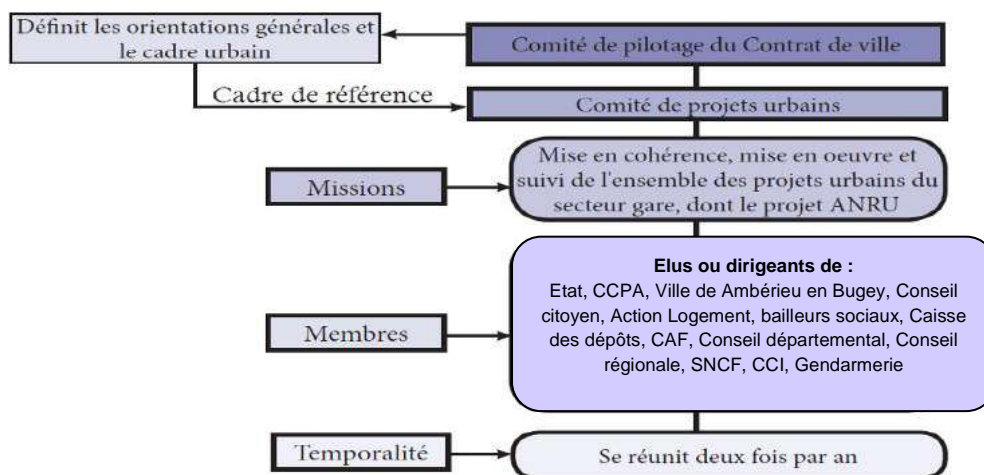 Définit les orientations générales et
le cadre urbain
Comité de pilotage du Contrat de ville
Cadre de référence
Comité de projets urbains
Missions
Mise en cohérence, mise en oeuvre et
suivi de l'ensemble des projets urbains du
secteur gare, dont le projet ANRU
Membres
Elus ou dirigeants de :
Etat, CCPA, Ville de Ambérieu en Bugey, Conseil
citoyen, Action Logement, bailleurs sociaux, Caisse
des dépôts, CAF, Conseil départemental, Conseil
régionale, SNCF, CCI, Gendarmerie
Temporalité
Se réunit deux fois par an